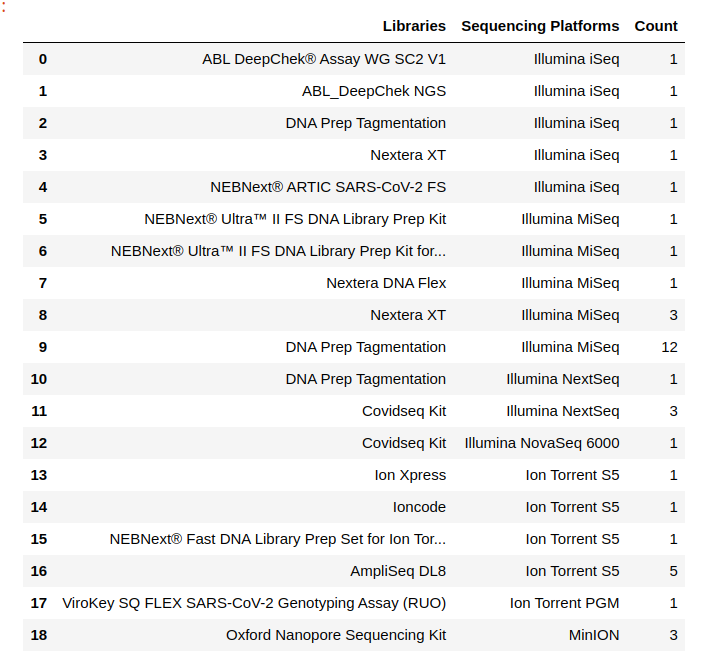 :
Libraries Sequencing Platforms Count
0 ABL DeepChek® Assay WG SC2 V1 Illumina iSeq 1
1 ABL_DeepChek NGS Illumina iSeq 1
2 DNA Prep Tagmentation Illumina iSeq 1
3 Nextera XT Illumina iSeq 1
4 NEBNext® ARTIC SARS-CoV-2 FS Illumina iSeq 1
5 NEBNext® Ultra™ II FS DNA Library Prep Kit Illumina MiSeq 1
6 NEBNext® Ultra™ II FS DNA Library Prep Kit for... Illumina MiSeq 1
7 Nextera DNA Flex Illumina MiSeq 1
8 Nextera XT Illumina MiSeq 3
9 DNA Prep Tagmentation Illumina MiSeq 12
10 DNA Prep Tagmentation Illumina NextSeq 1
11 Covidseq Kit Illumina NextSeq 3
12 Covidseq Kit Illumina NovaSeq 6000 1
13 Ion Xpress Ion Torrent S5 1
14 Ioncode Ion Torrent S5 1
15 NEBNext® Fast DNA Library Prep Set for Ion Tor... Ion Torrent S5 1
16 AmpliSeq DL8 Ion Torrent S5 5
17 ViroKey SQ FLEX SARS-CoV-2 Genotyping Assay (RUO) Ion Torrent PGM 1
18 Oxford Nanopore Sequencing Kit MinION 3